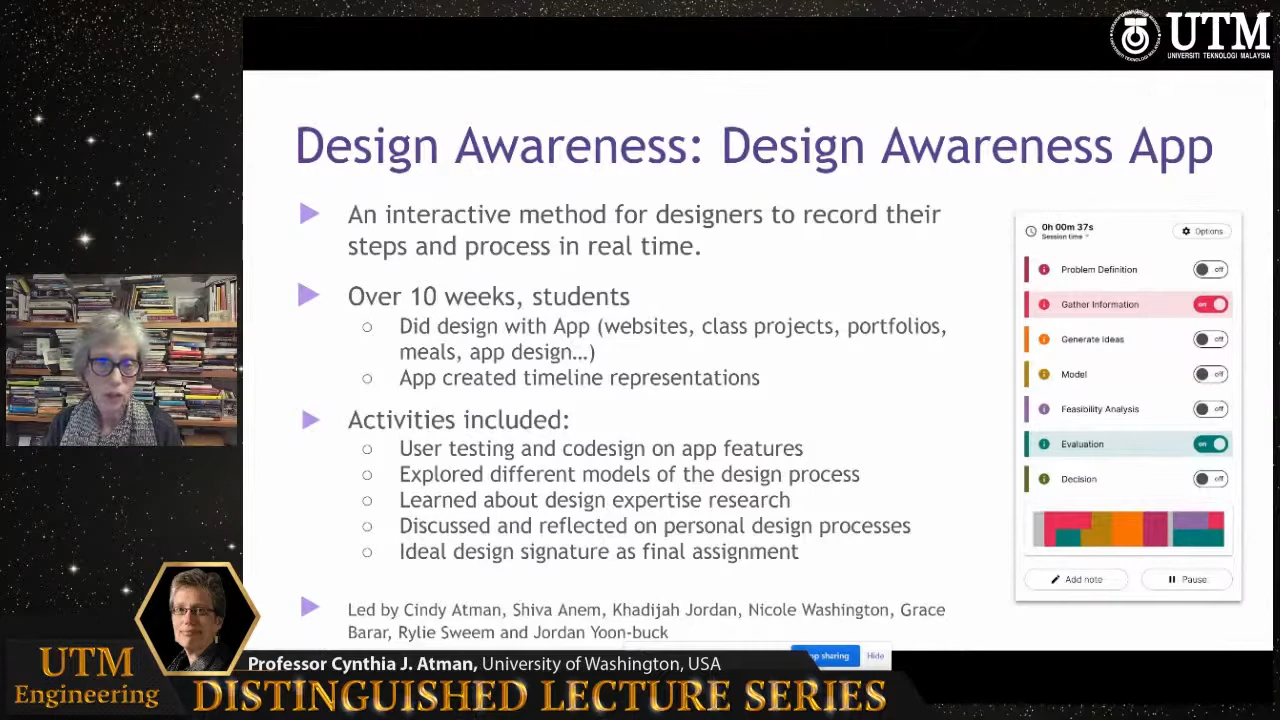 UTM
UNIVERSITI TEKNOLOGI MALAYSIA
Design Awareness: Design Awareness App
An interactive method for designers to record their
steps and process in real time.
Over 10 weeks, students
Did design with App (websites, class projects, portfolios,
meals, app design…)
App created timeline representations
Activities included:
User testing and codesign on app features
Explored different models of the design process
Learned about design expertise research
Discussed and reflected on personal design processes
Ideal design signature as final assignment
Led by Cindy Atman, Shiva Anem, Khadijah Jordan, Nicole Washington, Grace
Barar, Rylie Sweem and Jordan Yoon-buck
0h 00m 37s
Session time
Options
Problem Definition off
Gather Information on
Generate Ideas off
Model off
Feasibility Analysis off
Evaluation on
Decision off
Add note
Pause
sharing Hide
Professor Cynthia J. Atman, University of Washington, USA
UTM
Engineering
DISTINGUISHED LECTURE SERIES